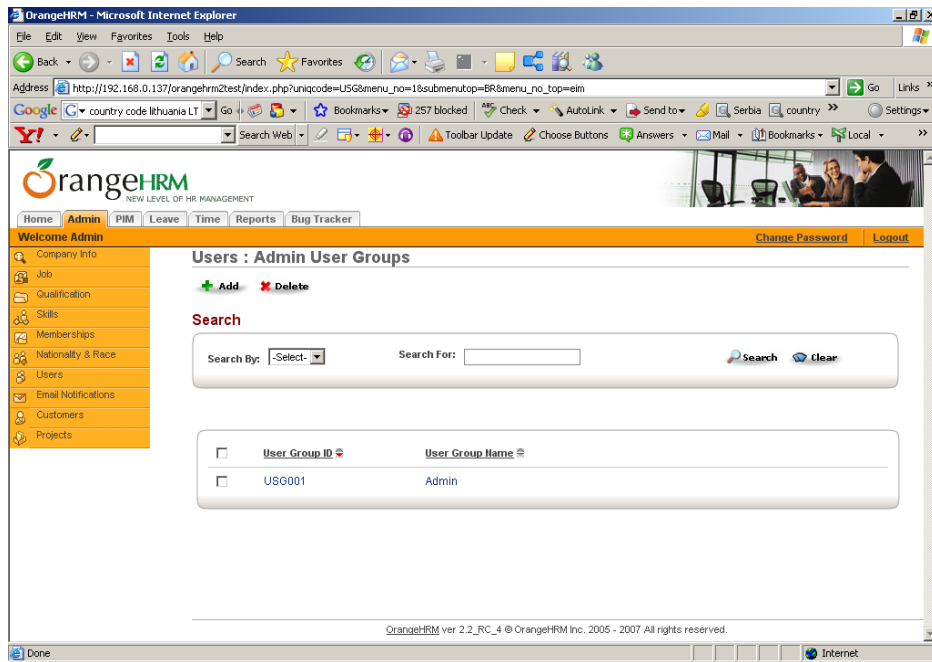 OrangeHRM - Microsoft Internet Explorer
File Edit View Favorites Tools Help
Back Search Favorites
Address http://192.168.0.137/orangehrm2test/index.php?uniqcode=USG&menu_no=1&submenutop=BR&menu_no_top=eim Go Links »
Google G country code lithuania LT Go Bookmarks 257 blocked Check AutoLink Send to Serbia country » Settings
Y! Search Web Toolbar Update Choose Buttons Answers Mail Bookmarks Local »
OrangeHRM
NEW LEVEL OF HR MANAGEMENT
Home Admin PIM Leave Time Reports Bug Tracker
Welcome Admin Change Password Logout
Company Info
Job
Qualification
Skills
Memberships
Nationality & Race
Users
Email Notifications
Customers
Projects
Users : Admin User Groups
Add Delete
Search
Search By: -Select- Search For: Search Clear
User Group ID User Group Name
USG001 Admin
OrangeHRM ver 2.2_RC_4 © OrangeHRM Inc. 2005 - 2007 All rights reserved.
Done Internet